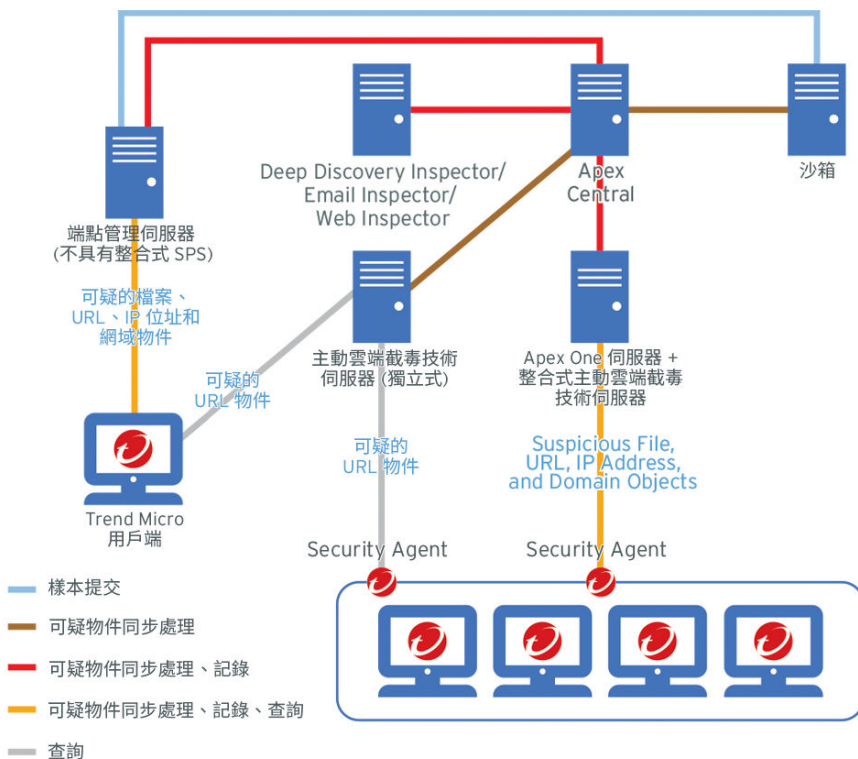 Deep Discovery Inspector/
Email Inspector/
Web Inspector
Apex
Central
沙箱
端點管理伺服器
(不具有整合式 SPS)
可疑的檔案、
URL、IP 位址和
網域物件
可疑的
URL 物件
主動雲端截毒技術
伺服器 (獨立式)
Apex One 伺服器 +
整合式主動雲端截毒
技術伺服器
可疑的
URL 物件
Suspicious File,
URL, IP Address,
and Domain Objects
Trend Micro
用戶端
Security Agent
Security Agent
樣本提交
可疑物件同步處理
可疑物件同步處理、記錄
可疑物件同步處理、記錄、查詢
查詢